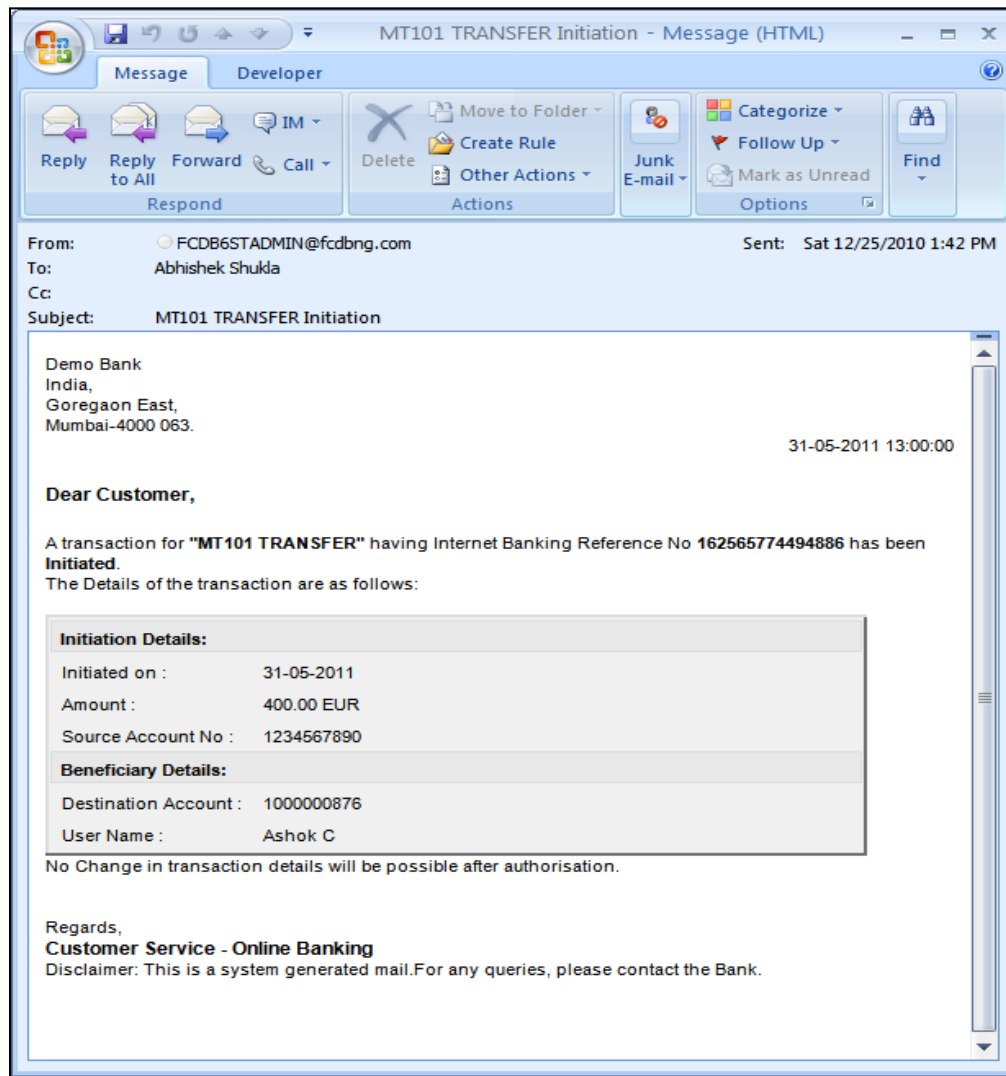 MT101 TRANSFER Initiation - Message (HTML)
Message Developer
Reply
Reply to All
Forward
IM
Call
Respond
Delete
Move to Folder
Create Rule
Other Actions
Actions
Junk E-mail
Categorize
Follow Up
Mark as Unread
Options
Find
From: FCDB6STADMIN@fcdbng.com Sent: Sat 12/25/2010 1:42 PM
To: Abhishek Shukla
Cc:
Subject: MT101 TRANSFER Initiation
Demo Bank
India,
Goregaon East,
Mumbai-4000 063.
31-05-2011 13:00:00
Dear Customer,
A transaction for "MT101 TRANSFER" having Internet Banking Reference No 162565774494886 has been
Initiated.
The Details of the transaction are as follows:
Initiation Details:
Initiated on : 31-05-2011
Amount : 400.00 EUR
Source Account No : 1234567890
Beneficiary Details:
Destination Account : 1000000876
User Name : Ashok C
No Change in transaction details will be possible after authorisation.
Regards,
Customer Service - Online Banking
Disclaimer: This is a system generated mail.For any queries, please contact the Bank.